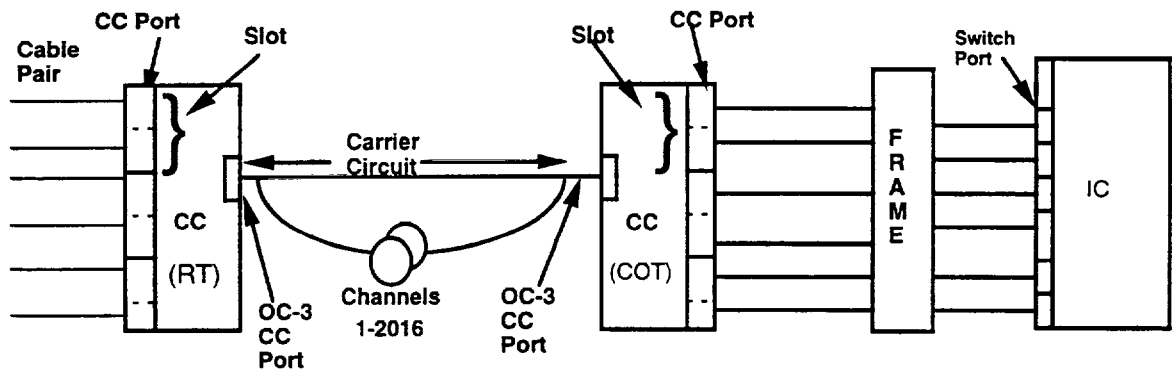 CC Port
Slot
Cable
Pair
Slot
CC Port
Switch
Port
Carrier
Circuit
CC
(RT)
CC
(COT)
F
R
A
M
E
IC
OC-3
CC
Port
Channels
1-2016
OC-3
CC
Port